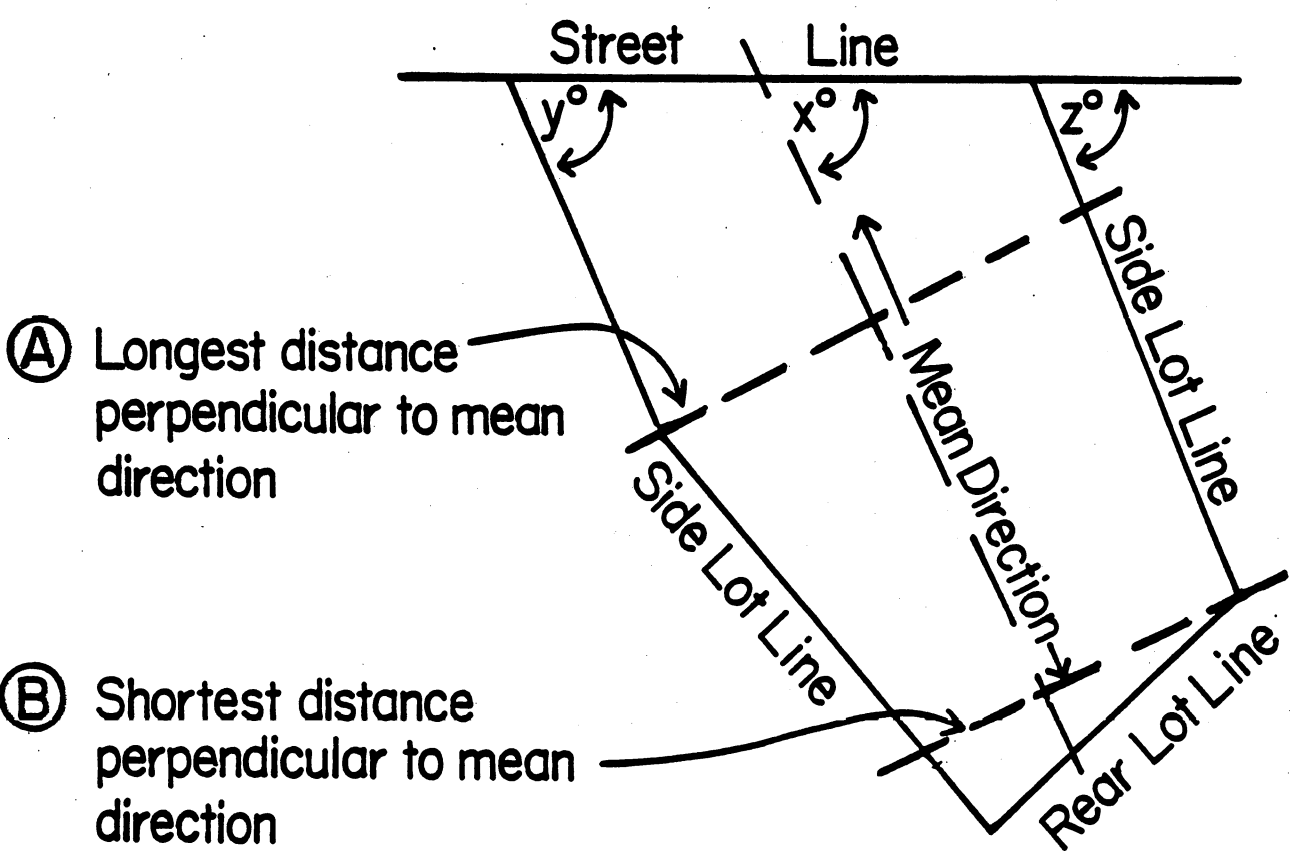 Street Line
y° x° z°
Side Lot Line
Ⓐ Longest distance
perpendicular to mean
direction
Mean Direction
Side Lot Line
Ⓑ Shortest distance
perpendicular to mean
direction
Rear Lot Line